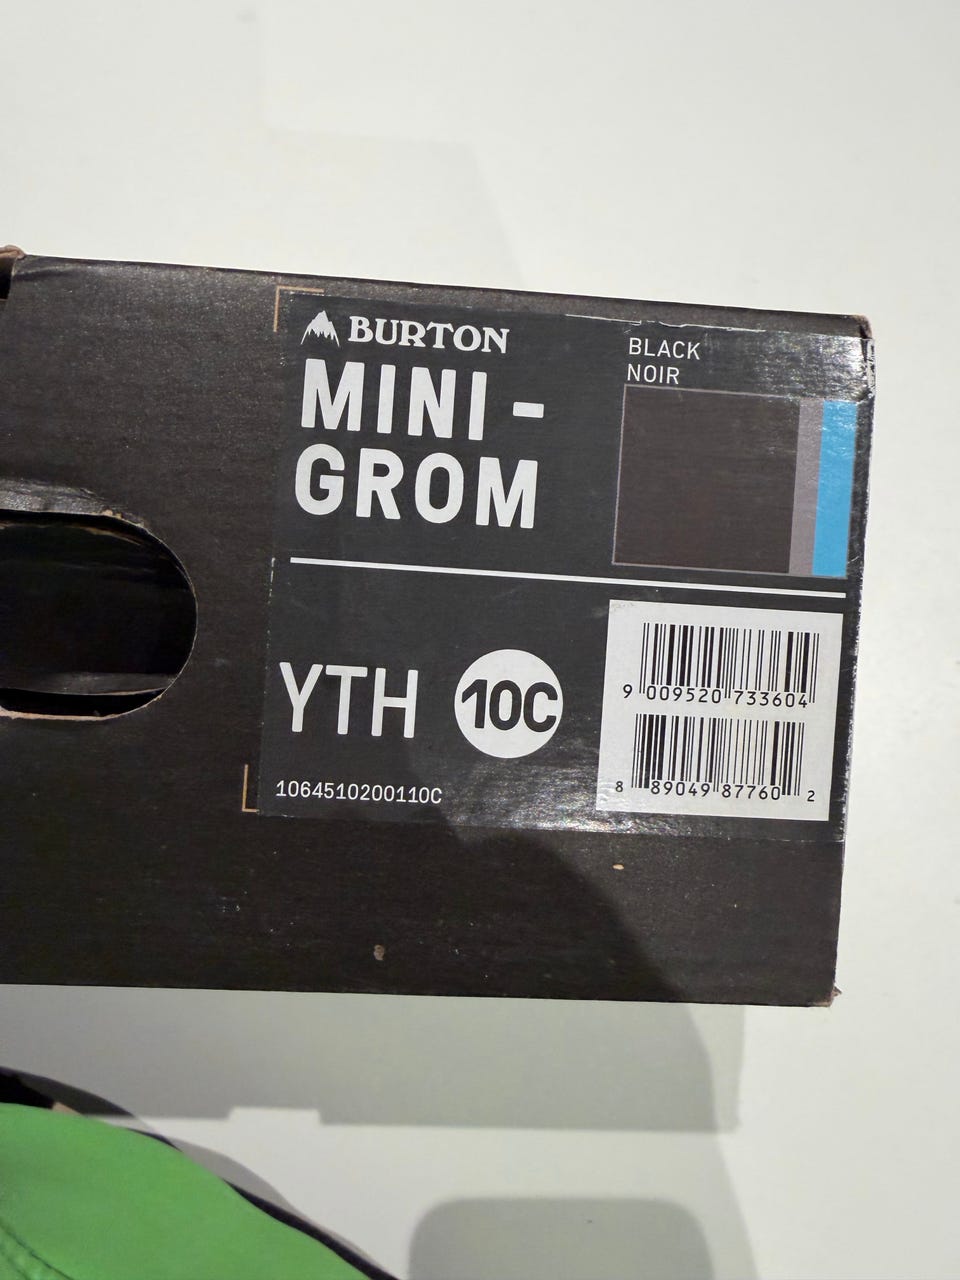 BURTON
MINI-
GROM
BLACK
NOIR
YTH 10C
1064510200110C
9 009520 733604
8 89049 87760 2